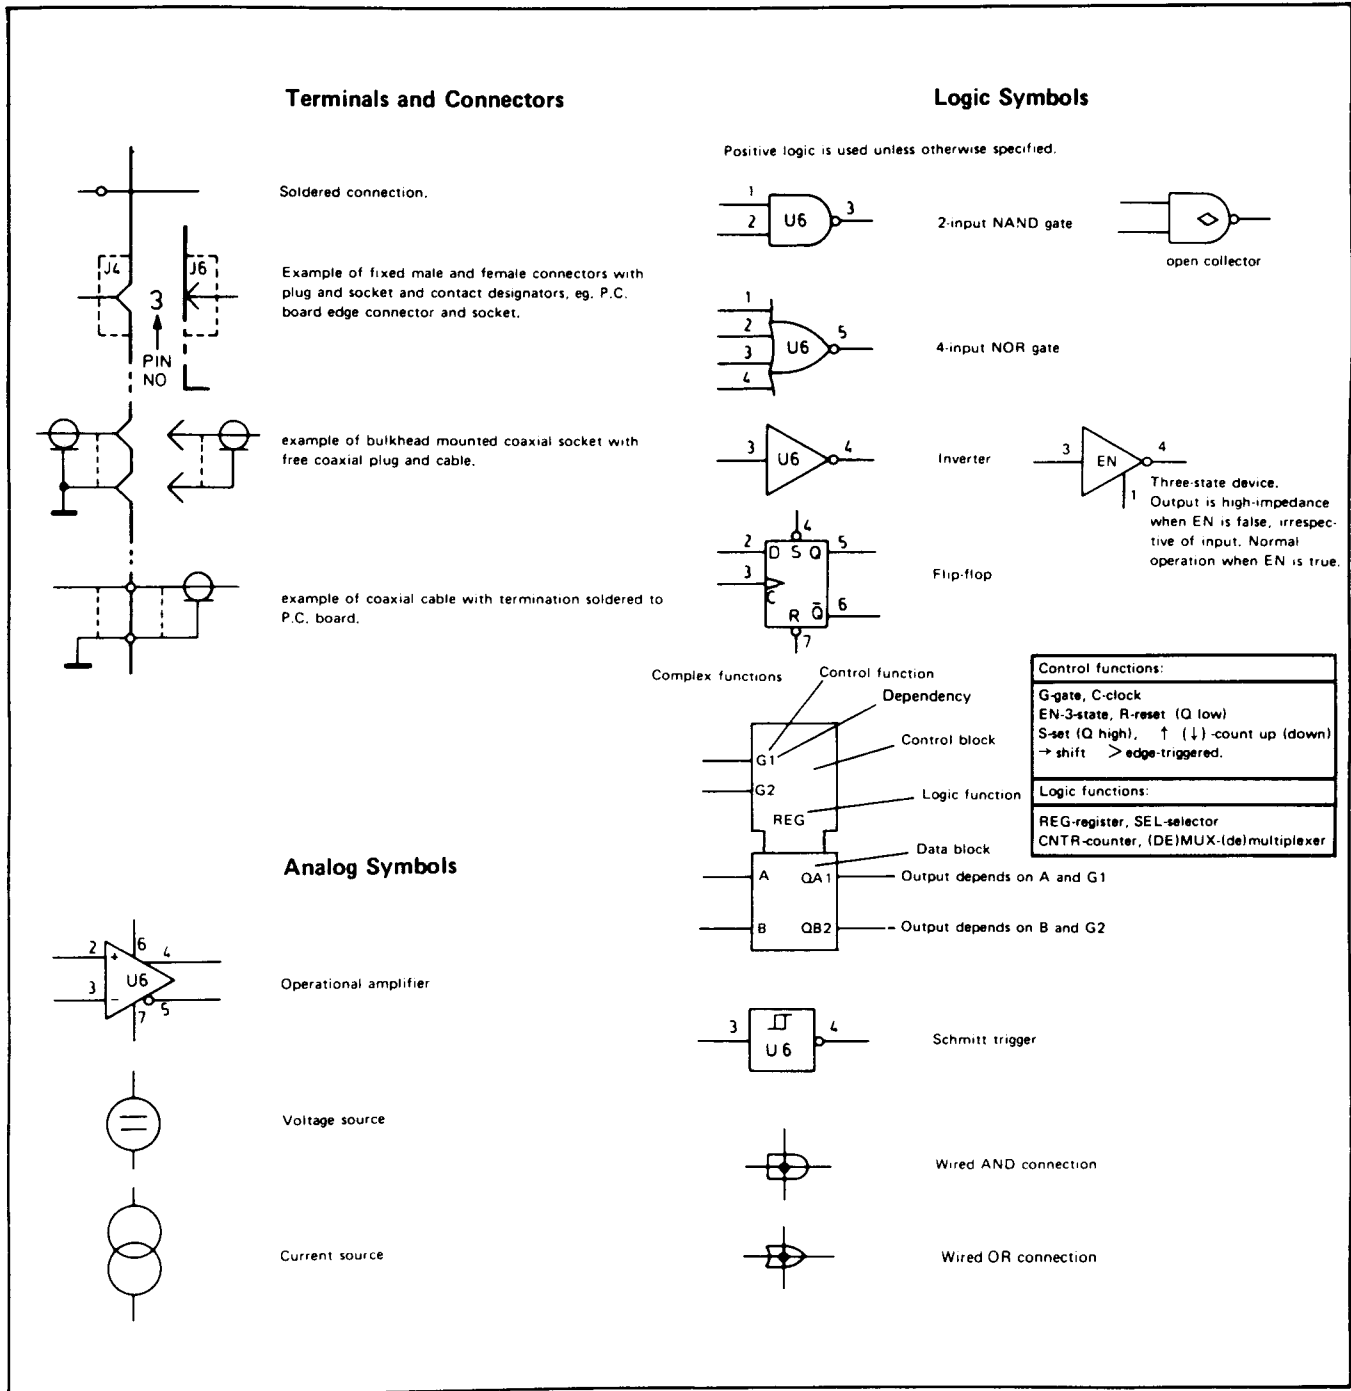 Terminals and Connectors
Soldered connection.
J4
J6
3
PIN
NO
Example of fixed male and female connectors with
plug and socket and contact designators, eg. P.C.
board edge connector and socket.
example of bulkhead mounted coaxial socket with
free coaxial plug and cable.
example of coaxial cable with termination soldered to
P.C. board.
Analog Symbols
2
3
+
-
U6
6
4
7
5
Operational amplifier
Voltage source
Current source
Logic Symbols
Positive logic is used unless otherwise specified.
1
2
U6
3
2-input NAND gate
open collector
1
2
3
4
U6
5
4-input NOR gate
3
U6
4
Inverter
3
EN
4
1
Three-state device.
Output is high-impedance
when EN is false, irrespec-
tive of input. Normal
operation when EN is true.
4
2
D S Q
5
3
C
R Q̄
6
7
Flip-flop
Complex functions
Control function
Dependency
G1
Control block
G2
Logic function
REG
Data block
A QA1
Output depends on A and G1
B QB2
Output depends on B and G2
Control functions:
G-gate, C-clock
EN-3-state, R-reset (Q low)
S-set (Q high), ↑ (↓) -count up (down)
→ shift > edge-triggered.
Logic functions:
REG-register, SEL-selector
CNTR-counter, (DE)MUX-(de)multiplexer
3
U6
4
Schmitt trigger
Wired AND connection
Wired OR connection